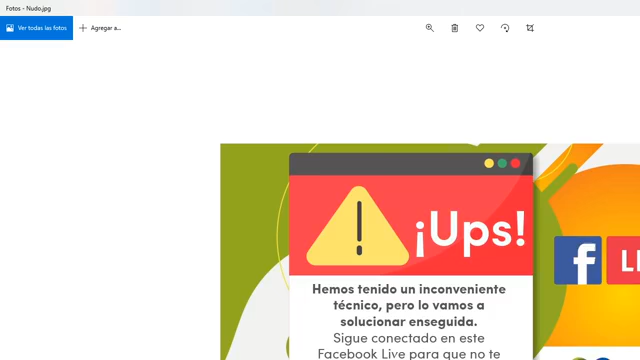 Fotos - Nudo.jpg
Ver todas las fotos
Agregar a...
¡Ups!
Hemos tenido un inconveniente
técnico, pero lo vamos a
solucionar enseguida.
Sigue conectado en este
Facebook Live para que no te
f